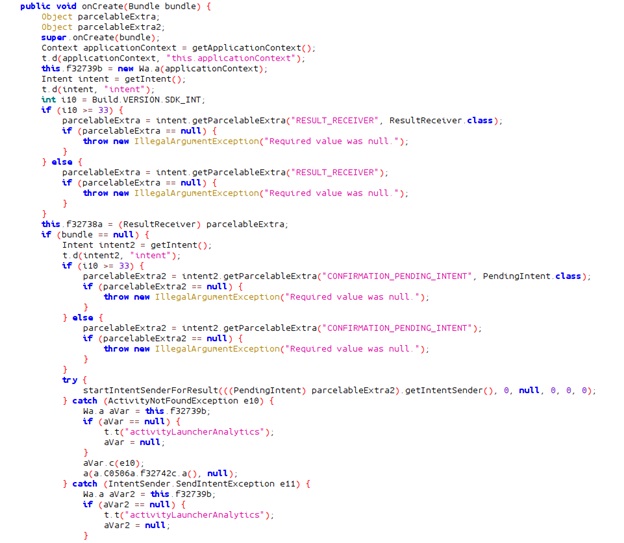 public void onCreate(Bundle bundle) {
Object parcelableExtra;
Object parcelableExtra2;
super.onCreate(bundle);
Context applicationContext = getApplicationContext();
t.d(applicationContext, "this.applicationContext");
this.f32739b = new Wa.a(applicationContext);
Intent intent = getIntent();
t.d(intent, "intent");
int i10 = Build.VERSION.SDK_INT;
if (i10 >= 33) {
parcelableExtra = intent.getParcelableExtra("RESULT_RECEIVER", ResultReceiver.class);
if (parcelableExtra == null) {
throw new IllegalArgumentException("Required value was null.");
}
} else {
parcelableExtra = intent.getParcelableExtra("RESULT_RECEIVER");
if (parcelableExtra == null) {
throw new IllegalArgumentException("Required value was null.");
}
}
this.f32738a = (ResultReceiver) parcelableExtra;
if (bundle == null) {
Intent intent2 = getIntent();
t.d(intent2, "intent");
if (i10 >= 33) {
parcelableExtra2 = intent2.getParcelableExtra("CONFIRMATION_PENDING_INTENT", PendingIntent.class);
if (parcelableExtra2 == null) {
throw new IllegalArgumentException("Required value was null.");
}
} else {
parcelableExtra2 = intent2.getParcelableExtra("CONFIRMATION_PENDING_INTENT");
if (parcelableExtra2 == null) {
throw new IllegalArgumentException("Required value was null.");
}
}
try {
startIntentSenderForResult(((PendingIntent) parcelableExtra2).getIntentSender(), 0, null, 0, 0, 0);
} catch (ActivityNotFoundException e10) {
Wa.a aVar = this.f32739b;
if (aVar == null) {
t.t("activityLauncherAnalytics");
aVar = null;
}
aVar.c(e10);
a(a.C0506a.f32742c.a(), null);
} catch (IntentSender.SendIntentException e11) {
Wa.a aVar2 = this.f32739b;
if (aVar2 == null) {
t.t("activityLauncherAnalytics");
aVar2 = null;
}